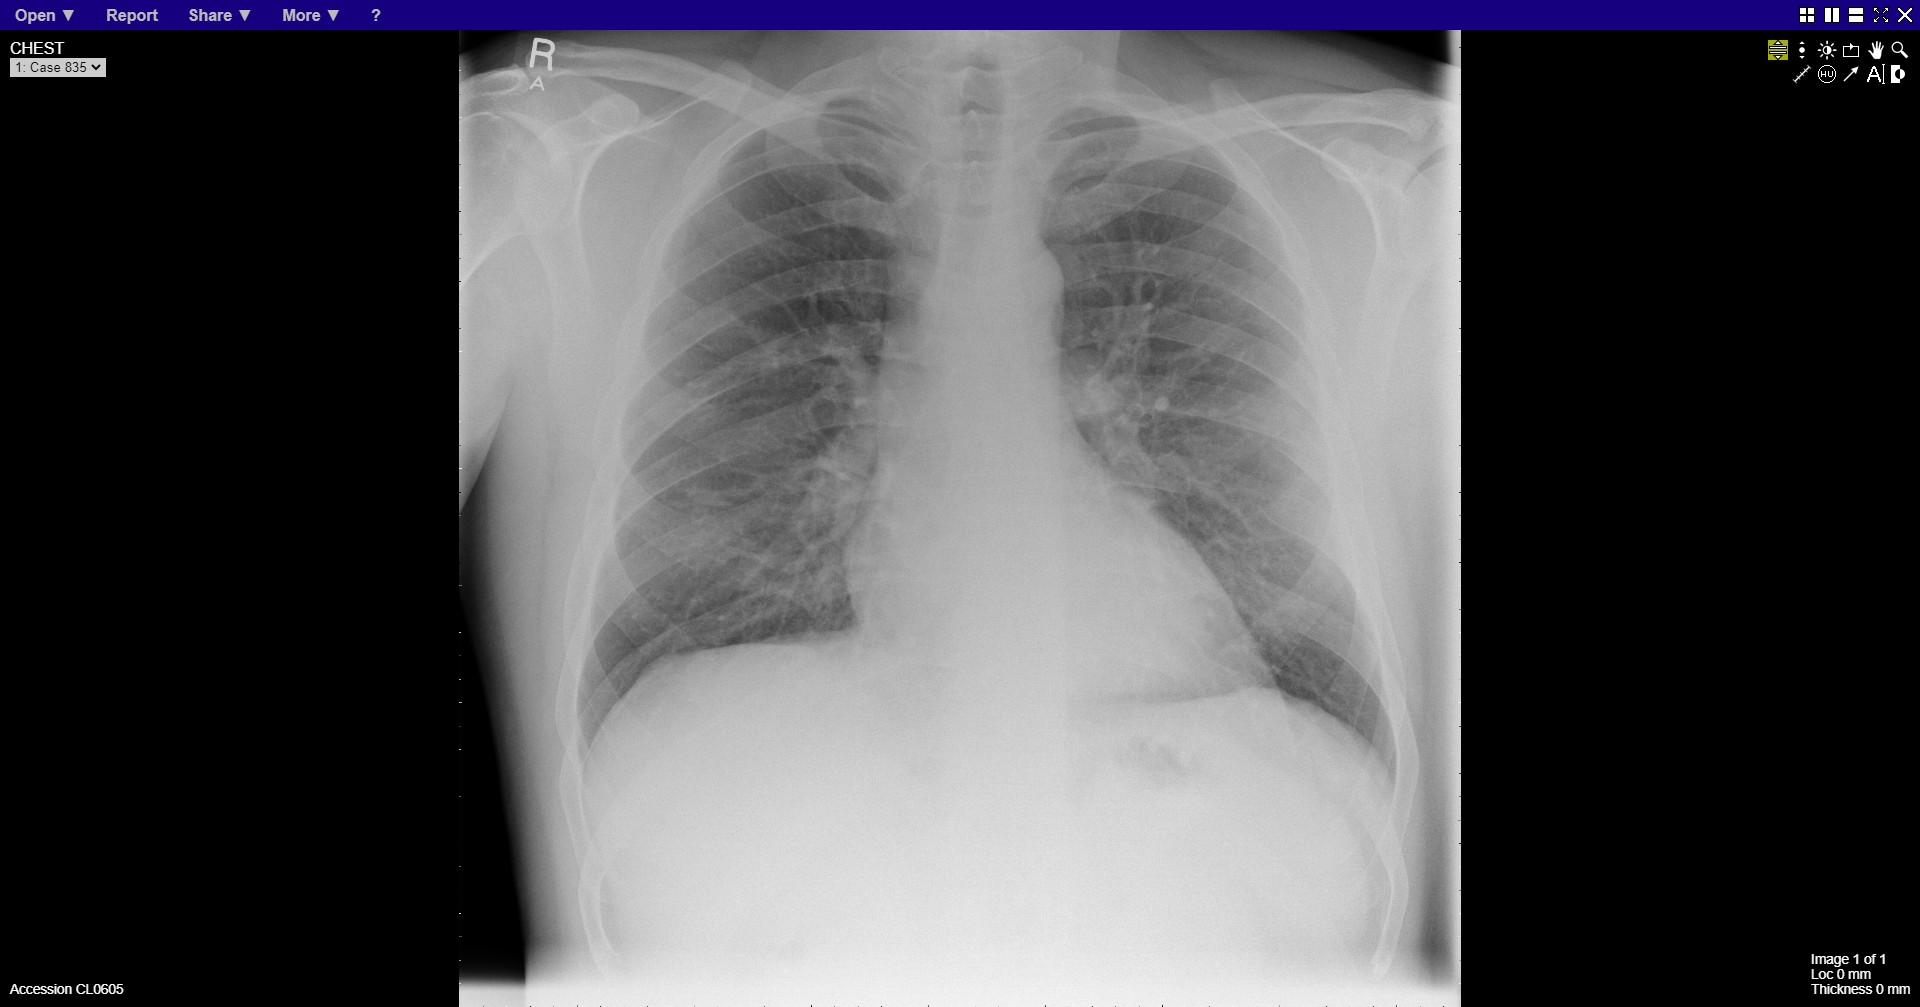 Open ▼ Report Share ▼ More ▼ ?
CHEST
1: Case 835
R
A
HU
A
Accession CL0605
Image 1 of 1
Loc 0 mm
Thickness 0 mm